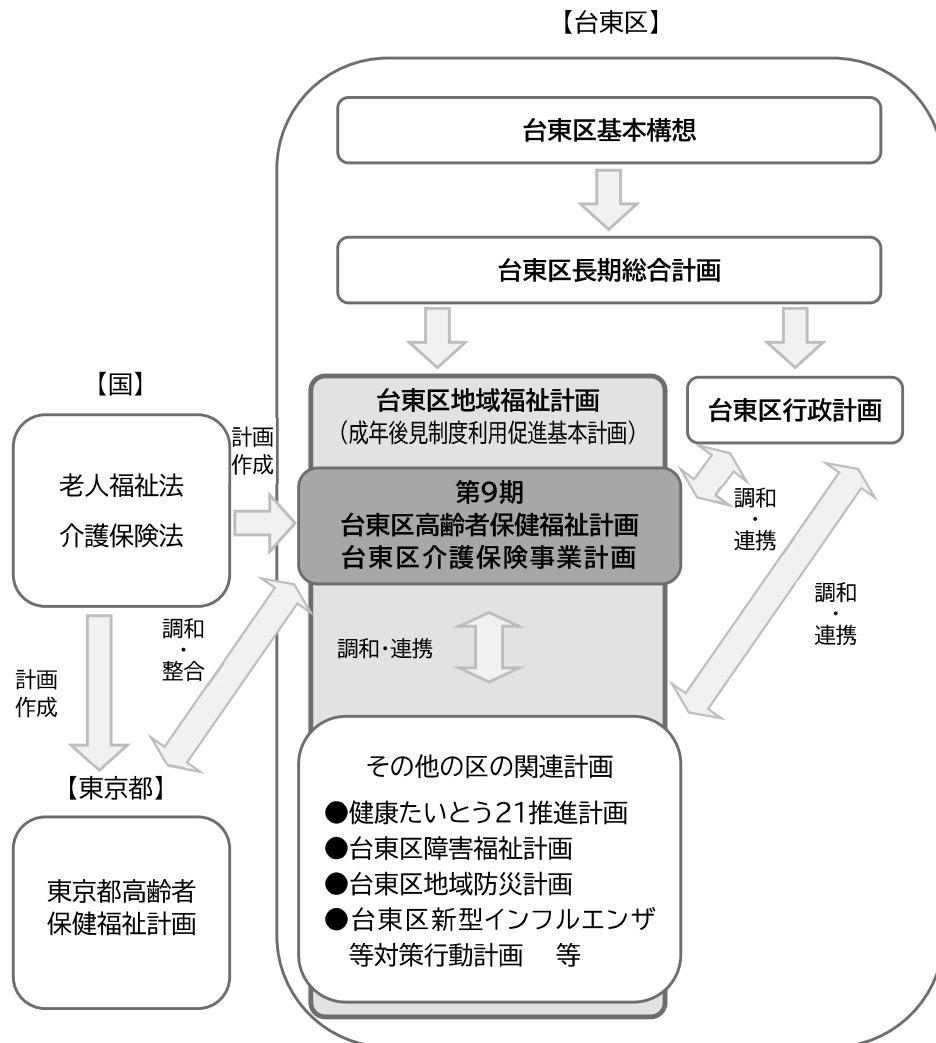 【台東区】
台東区基本構想
台東区長期総合計画
【国】
老人福祉法
介護保険法
計画
作成
台東区地域福祉計画
（成年後見制度利用促進基本計画）
台東区行政計画
第9期
台東区高齢者保健福祉計画
台東区介護保険事業計画
調和
・
連携
調和
・
連携
調和・連携
調和
・
整合
計画
作成
【東京都】
東京都高齢者
保健福祉計画
その他の区の関連計画
●健康たいとう21推進計画
●台東区障害福祉計画
●台東区地域防災計画
●台東区新型インフルエンザ
等対策行動計画　等